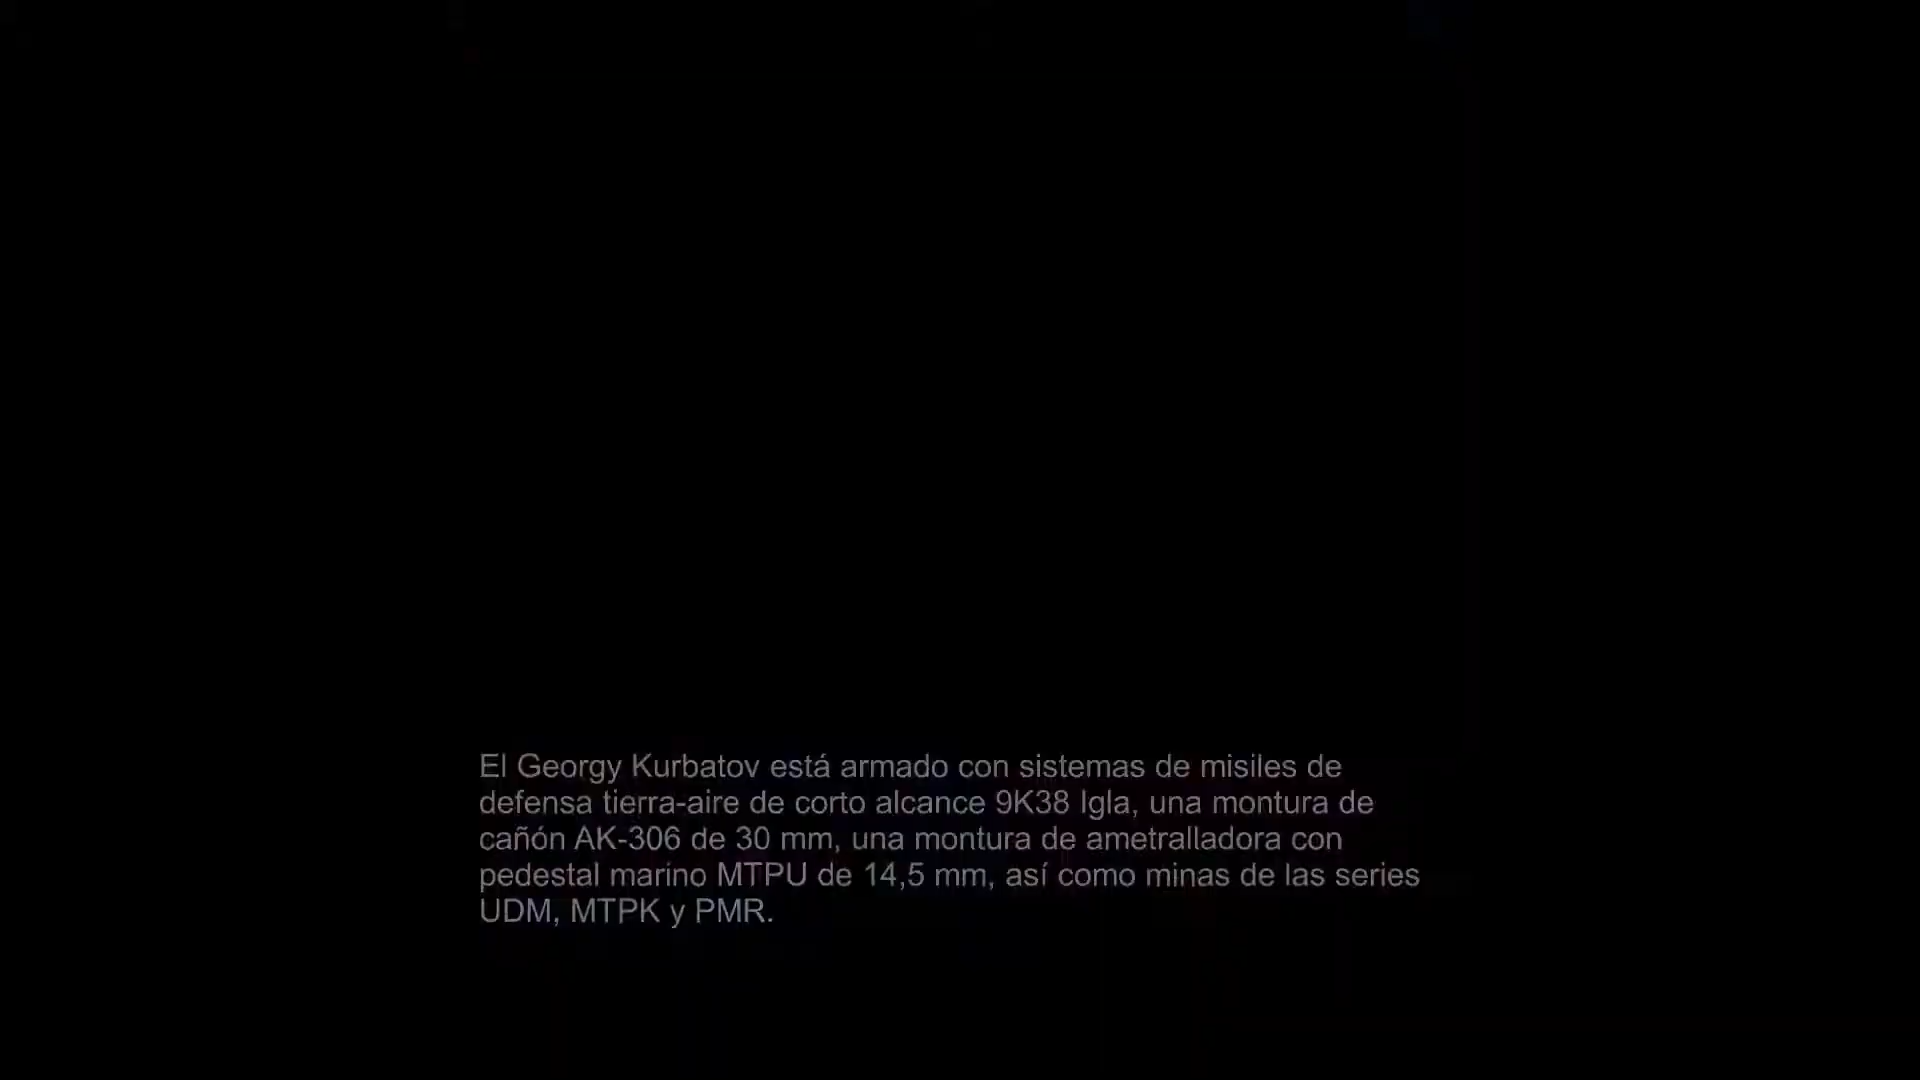 El Georgy Kurbatov está armado con sistemas de misiles de
defensa tierra-aire de corto alcance 9K38 Igla, una montura de
cañón AK-306 de 30 mm, una montura de ametralladora con
pedestal marino MTPU de 14,5 mm, así como minas de las series
UDM, MTPK y PMR.